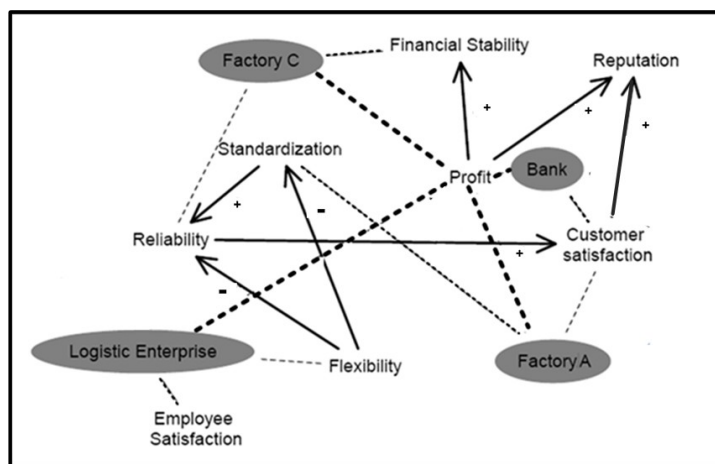 Financial Stability
Factory C
Reputation
+
+
+
Standardization
Profit
Bank
-
+
Reliability
Customer
satisfaction
+
-
Logistic Enterprise
Flexibility
Factory A
Employee
Satisfaction